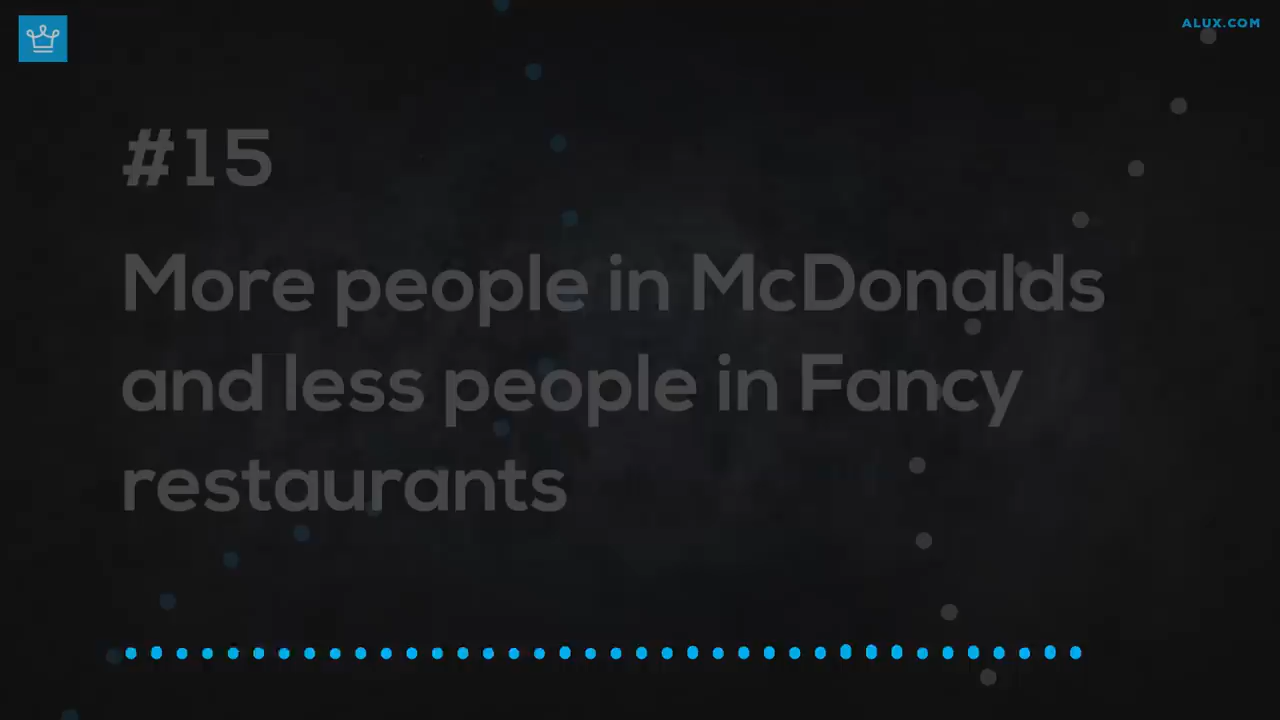 ALUX.COM
#15
More people in McDonalds
and less people in Fancy
restaurants